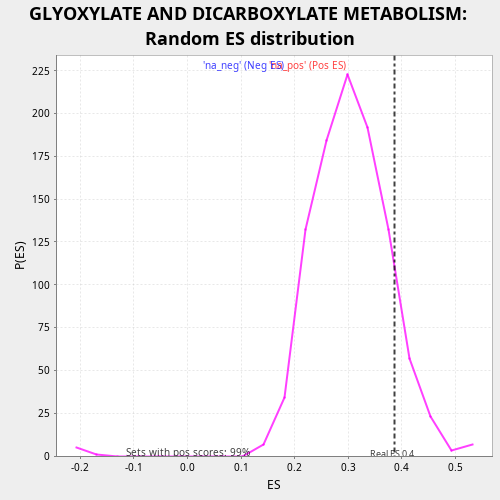 GLYOXYLATE AND DICARBOXYLATE METABOLISM:
Random ES distribution
'na_neg' (Neg ES) (Pos ES)
225
200
175
150
125
100
75
50
25
0
P(ES)
Sets with pos scores: 99%
Real ES 0.4
-0.2 -0.1 0.0 0.1 0.2 0.3 0.4 0.5
ES